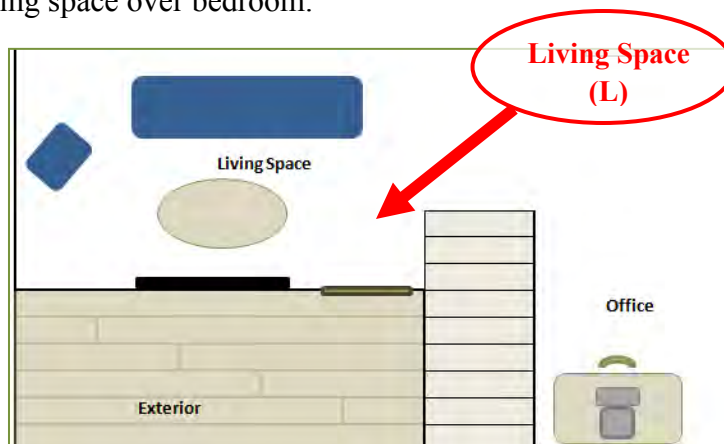 ing space over bedroom.
Living Space
(L)
Living Space
Office
Exterior